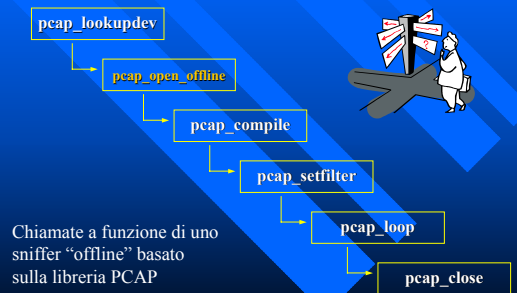 pcap_lookupdev
pcap_open_offline
pcap_compile
pcap_setfilter
pcap_loop
pcap_close
Chiamate a funzione di uno
sniffer “offline” basato
sulla libreria PCAP
?